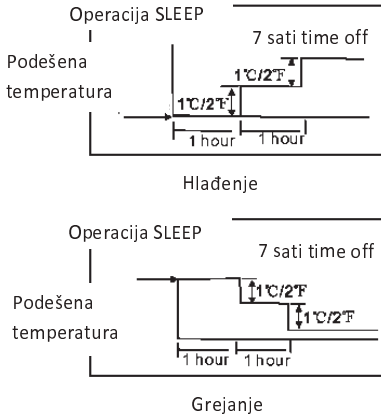 Operacija SLEEP
7 sati time off
Podešena
temperatura
1℃/2℉
1℃/2℉
1 hour
1 hour
Hlađenje
Operacija SLEEP
7 sati time off
Podešena
temperatura
1℃/2℉
1℃/2℉
1 hour
1 hour
Grejanje